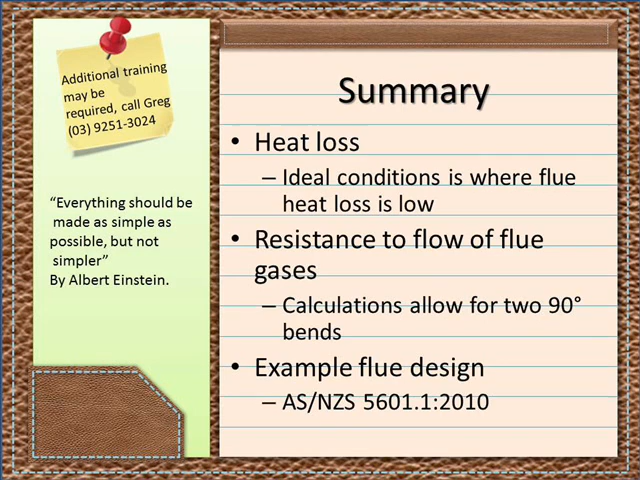 Additional training
may be
required, call Greg
(03) 9251-3024
“Everything should be
made as simple as
possible, but not
simpler”
By Albert Einstein.
Summary
• Heat loss
– Ideal conditions is where flue
heat loss is low
• Resistance to flow of flue
gases
– Calculations allow for two 90°
bends
• Example flue design
– AS/NZS 5601.1:2010